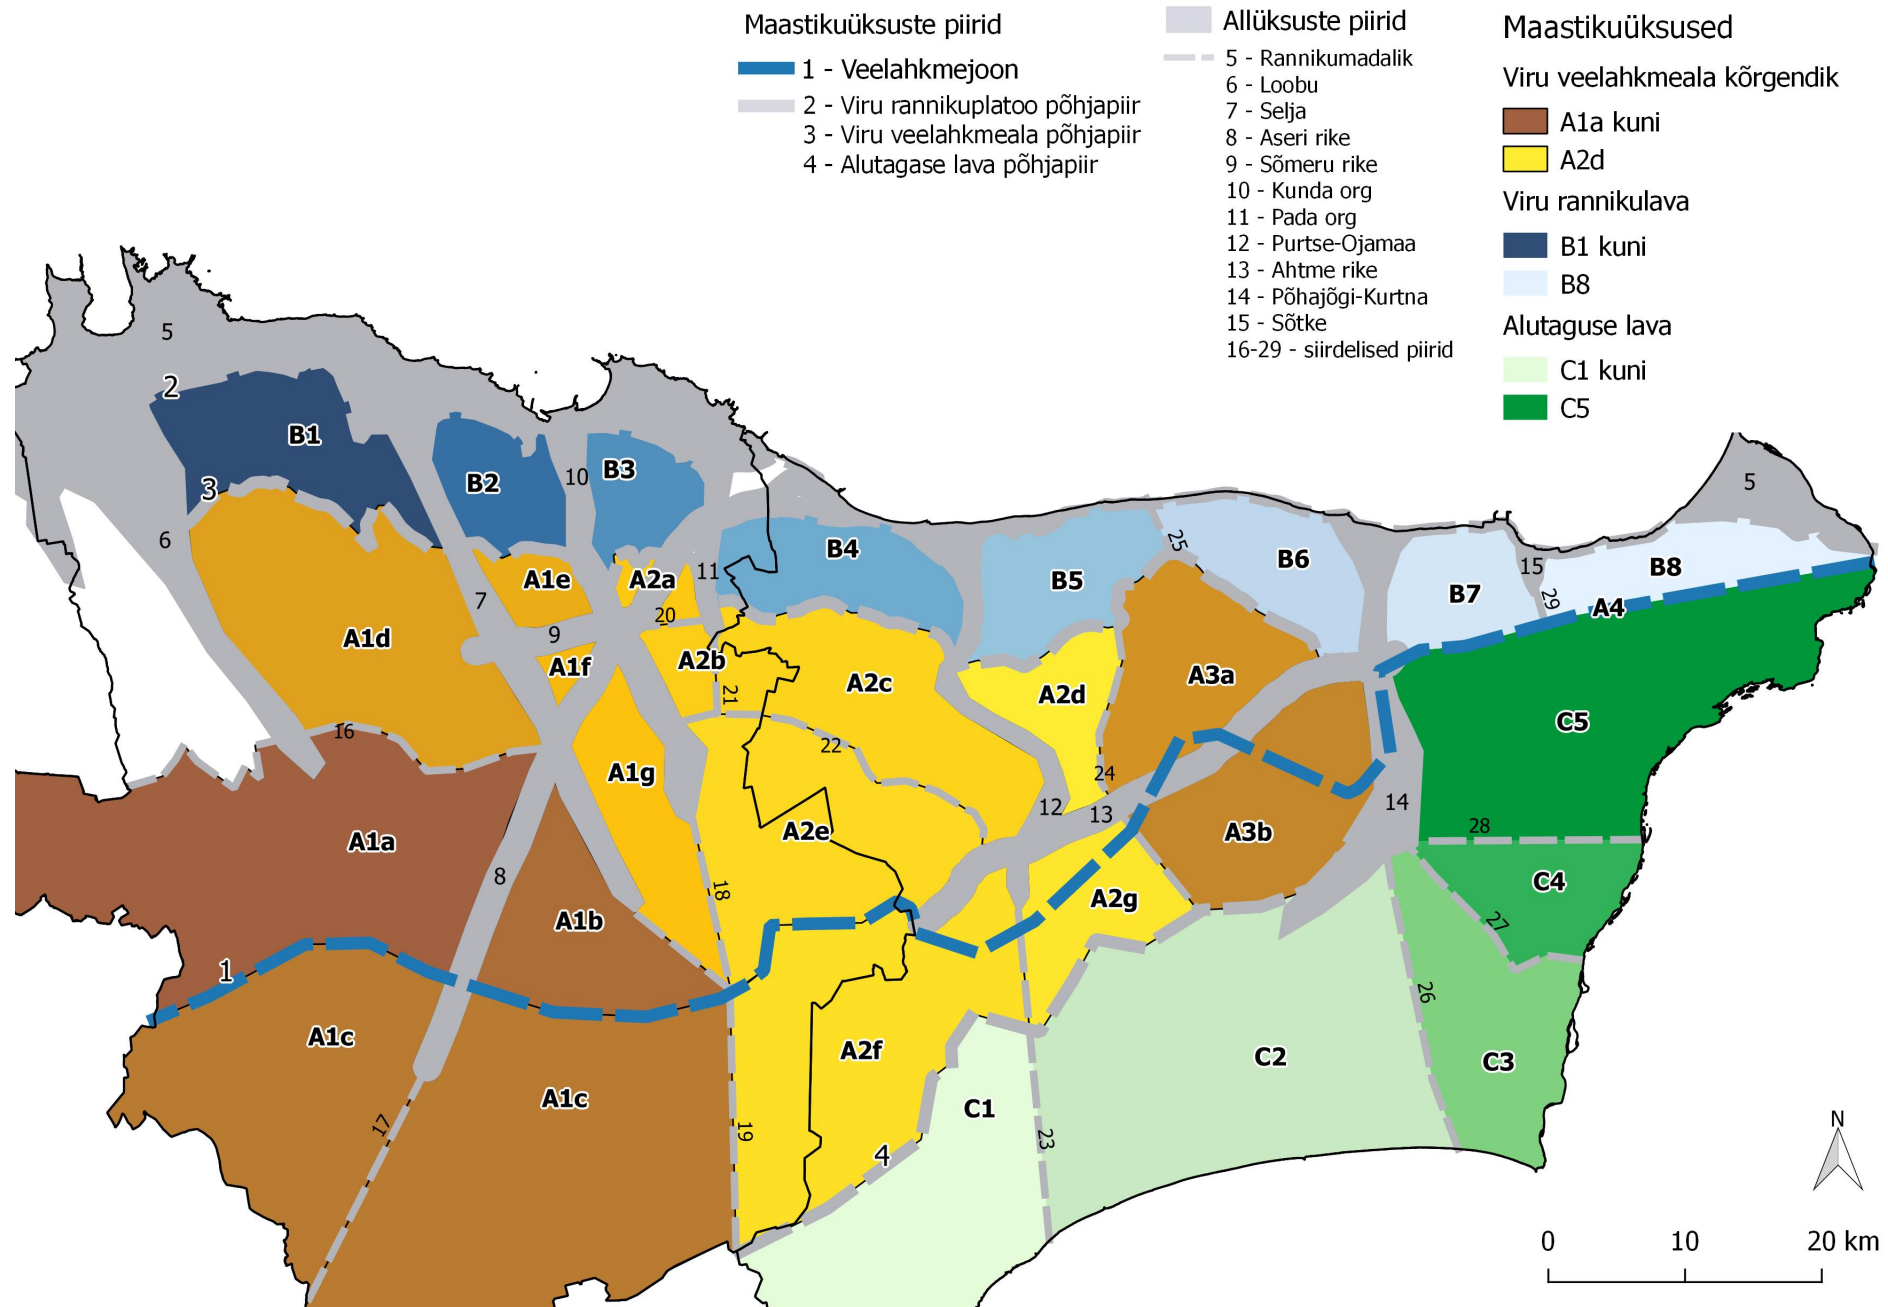 Maastikuüksuste piirid
1 - Veelahkmejoon
2 - Viru rannikuplatoo põhjapiir
3 - Viru veelahkmeala põhjapiir
4 - Alutagase lava põhjapiir
Allüksuste piirid
5 - Rannikumadalik
6 - Loobu
7 - Selja
8 - Aseri rike
9 - Sõmeru rike
10 - Kunda org
11 - Pada org
12 - Purtse-Ojamaa
13 - Ahtme rike
14 - Põhajõgi-Kurtna
15 - Sõtke
16-29 - siirdelised piirid
Maastikuüksused
Viru veelahkmeala kõrgendik
A1a kuni
A2d
Viru rannikulava
B1 kuni
B8
Alutaguse lava
C1 kuni
C5
5
2
B1
3
6
B2
10
B3
A1e
A2a
11
7
20
9
A1d
A1f
A2b
21
16
A1g
A1a
8
A1b
18
1
A1c
A1c
17
19
B4
A2c
22
A2e
A2f
4
B5
A2d
24
12
13
A2g
C1
23
25
B6
A3a
A3b
C2
B7
14
15
29
B8
A4
5
C5
28
C4
27
26
C3
N
0 10 20 km